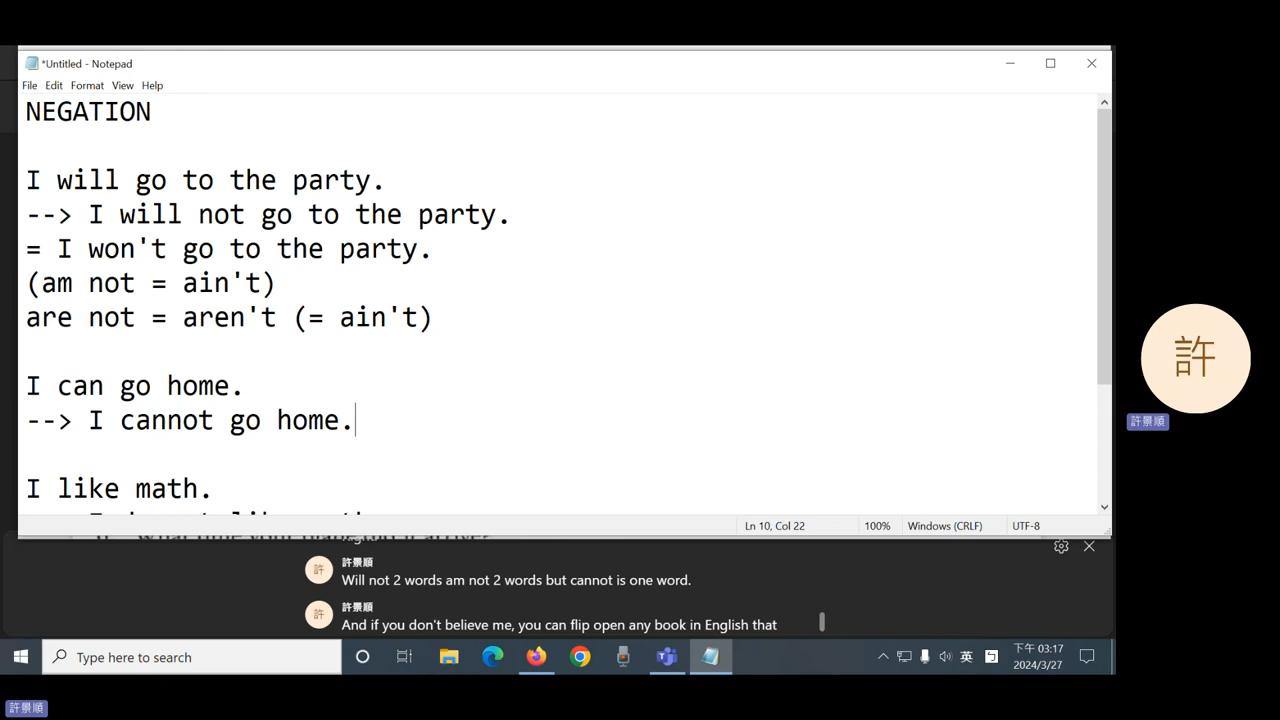 *Untitled - Notepad
File Edit Format View Help
NEGATION
I will go to the party.
--> I will not go to the party.
= I won't go to the party.
(am not = ain't)
are not = aren't (= ain't)
I can go home.
--> I cannot go home.
I like math.
Ln 10, Col 22 100% Windows (CRLF) UTF-8
許景順
Will not 2 words am not 2 words but cannot is one word.
許景順
And if you don't believe me, you can flip open any book in English that
許
許
許
許景順
Type here to search
英
下午 03:17
2024/3/27
許景順